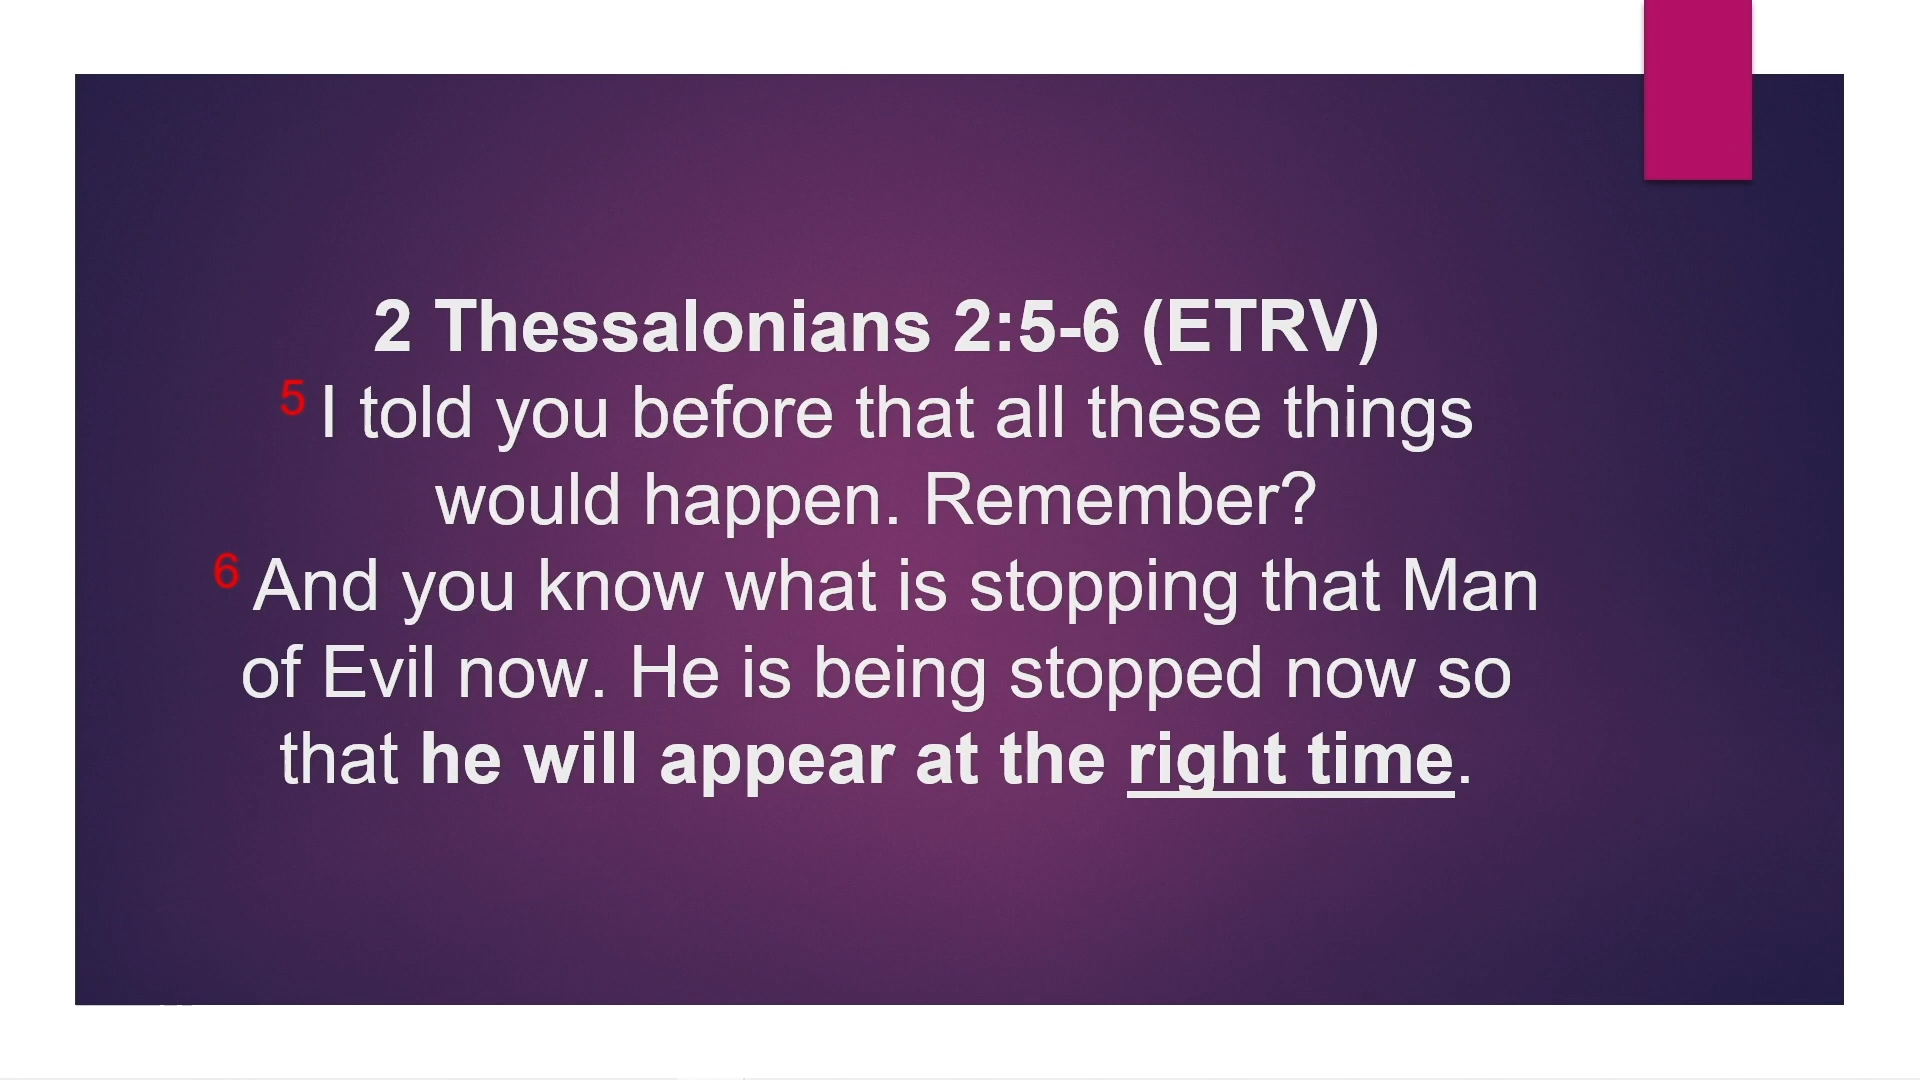 2 Thessalonians 2:5-6 (ETRV)
5 I told you before that all these things
would happen. Remember?
6 And you know what is stopping that Man
of Evil now. He is being stopped now so
that he will appear at the right time.